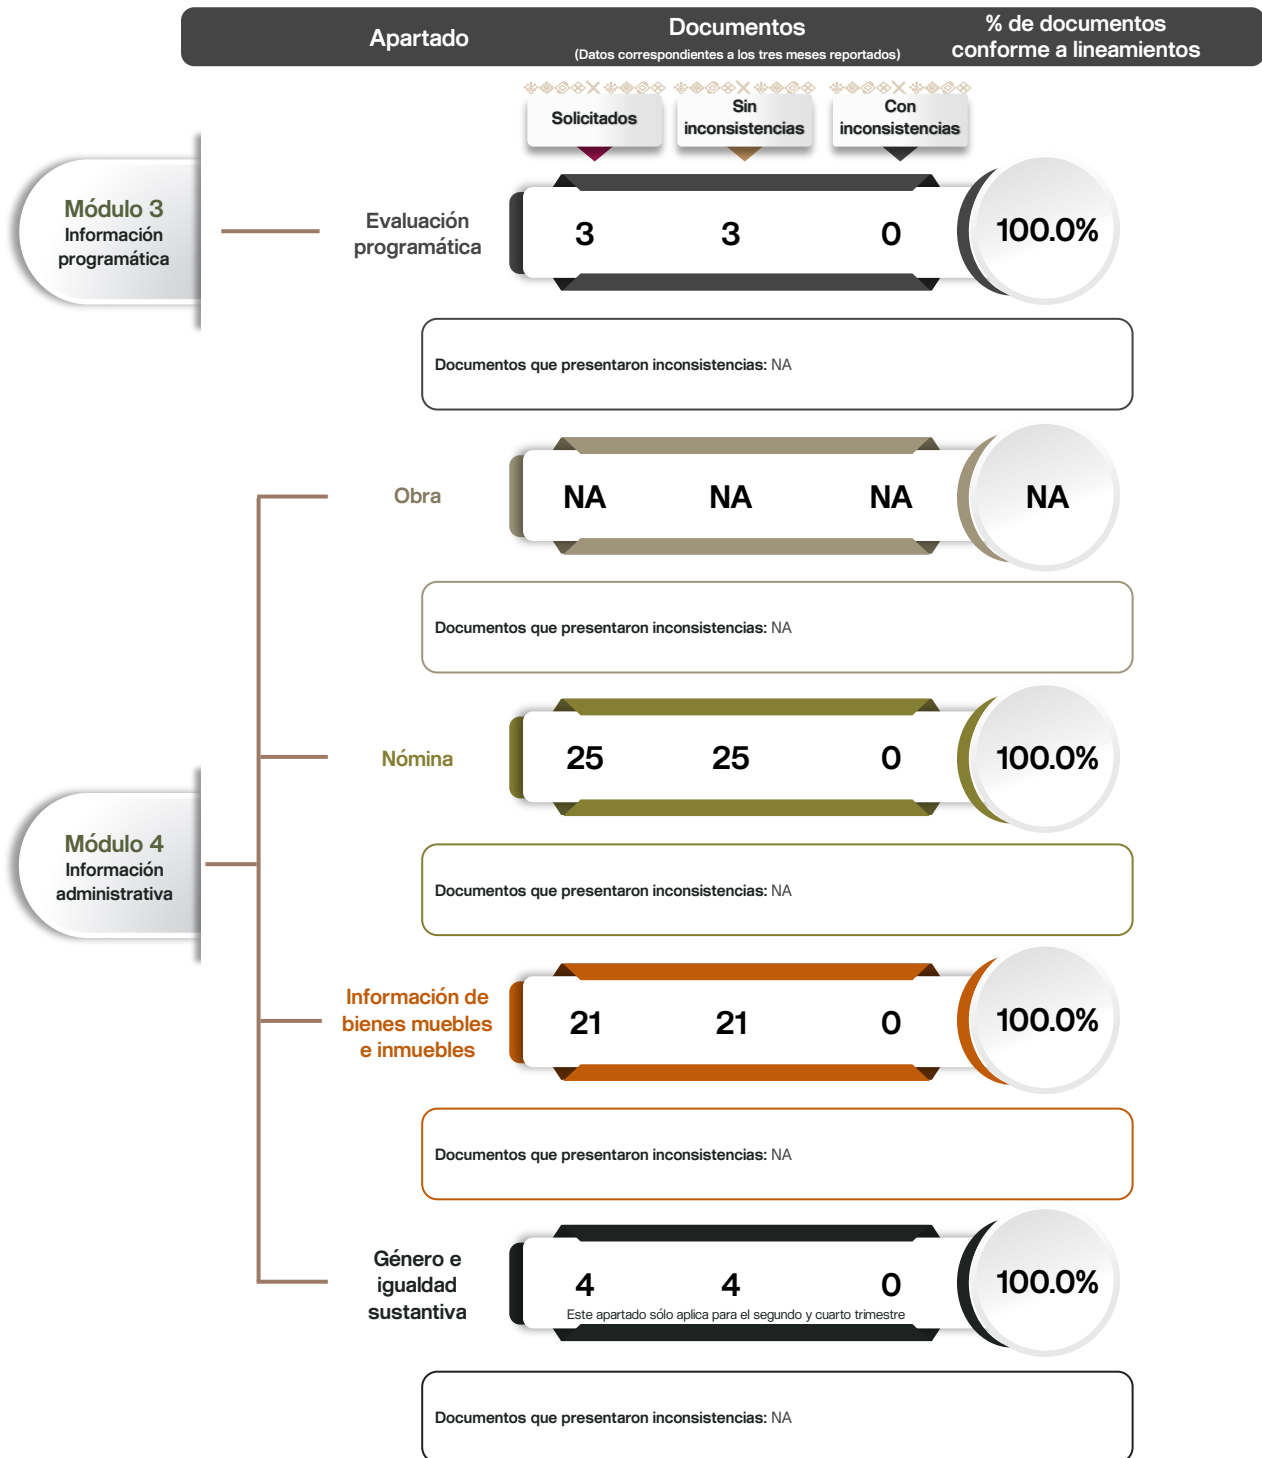 Apartado
Documentos
(Datos correspondientes a los tres meses reportados)
% de documentos
conforme a lineamientos
Solicitados
Sin
inconsistencias
Con
inconsistencias
Módulo 3
Información
programática
Evaluación
programática
3 3 0 100.0%
Documentos que presentaron inconsistencias: NA
Obra
NA NA NA NA
Documentos que presentaron inconsistencias: NA
Nómina
25 25 0 100.0%
Documentos que presentaron inconsistencias: NA
Módulo 4
Información
administrativa
Información de
bienes muebles
e inmuebles
21 21 0 100.0%
Documentos que presentaron inconsistencias: NA
Género e
igualdad
sustantiva
4 4 0 100.0%
Este apartado sólo aplica para el segundo y cuarto trimestre
Documentos que presentaron inconsistencias: NA